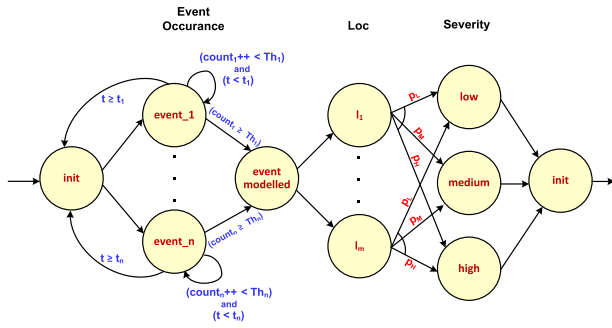 Event
Occurance
Loc
Severity
(count1++ < Th1)
and
(t < t1)
t ≥ t1
event_1
(count1 ≥ Th1)
l1
pL
pM
pH
low
init
event
modelled
medium
init
event_n
(countn ≥ Thn)
lm
pL
pM
pH
high
t ≥ tn
(countn++ < Thn)
and
(t < tn)